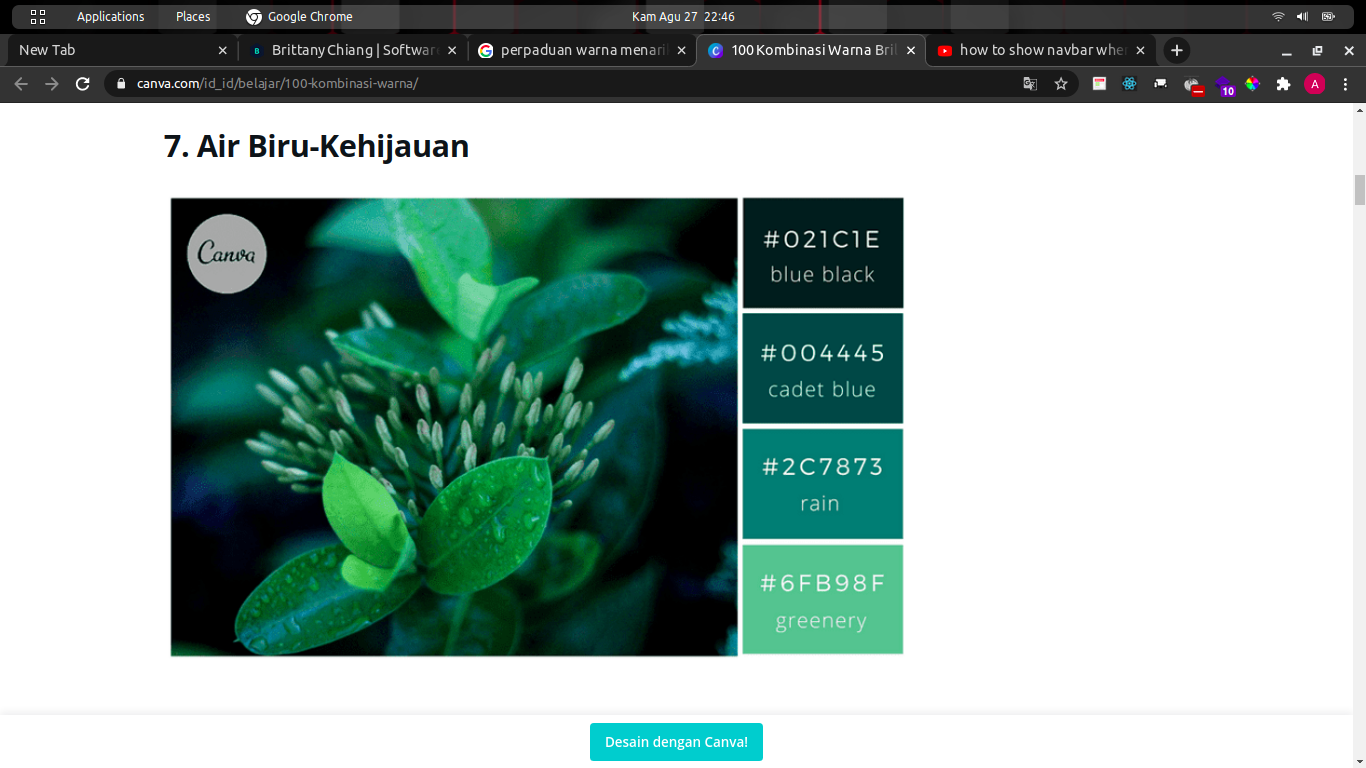 Applications Places Google Chrome Kam Agu 27 22:46
New Tab Brittany Chiang | Softwar perpaduan warna menari 100 Kombinasi Warna Bril how to show navbar whe
canva.com/id_id/belajar/100-kombinasi-warna/ 10 A
7. Air Biru-Kehijauan
Canva
#021C1E
blue black
#004445
cadet blue
#2C7873
rain
#6FB98F
greenery
Desain dengan Canva!